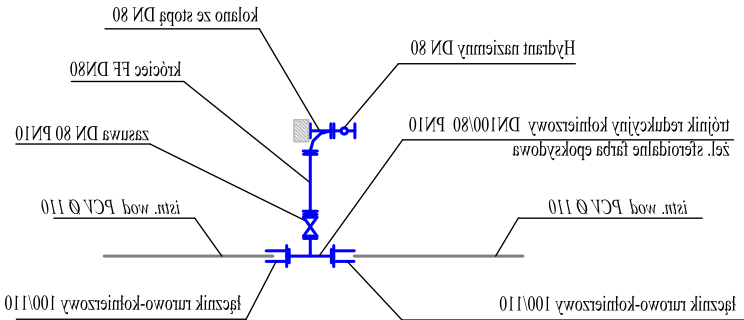 kolano ze stopą DN 80
Hydrant naziemny DN 80
króciec FF DN80
zasuwa DN 80 PN10
trójnik redukcyjny kołnierzowy DN100/80 PN10
żel. sferoidalne farba epoksydowa
istn. wod PCV Ø 110
istn. wod PCV Ø 110
łącznik rurowo-kołnierzowy 100/110
łącznik rurowo-kołnierzowy 100/110